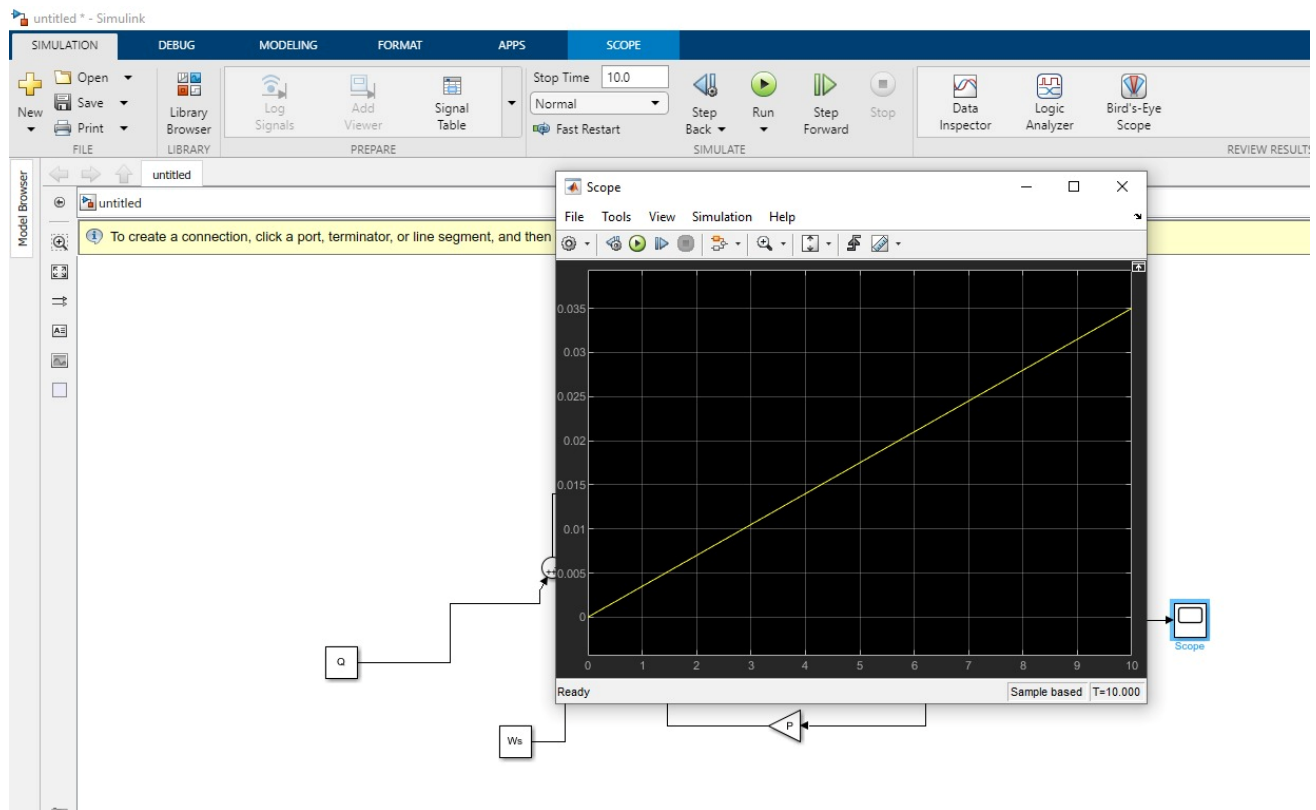 untitled * - Simulink
SIMULATION DEBUG MODELING FORMAT APPS SCOPE
New
Open
Save
Print
FILE
Library Browser
LIBRARY
Log Signals
Add Viewer
Signal Table
PREPARE
Stop Time 10.0
Normal
Fast Restart
Step Back
Run
Step Forward
Stop
SIMULATE
Data Inspector
Logic Analyzer
Bird's-Eye Scope
REVIEW RESULTS
Model Browser
untitled
untitled
To create a connection, click a port, terminator, or line segment, and then
Scope
File Tools View Simulation Help
0.035
0.03
0.025
0.02
0.015
0.01
0.005
0
0 1 2 3 4 5 6 7 8 9 10
Ready
Sample based T=10.000
Q
Ws
P
Scope